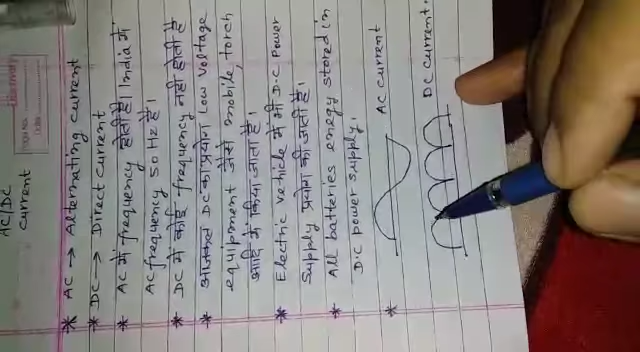 AC/DC
current
* AC → Alternating current
* DC → Direct current
* AC में frequency होती है। India में
AC frequency 50 Hz है।
* DC में कोई frequency नहीं होती है
* DC का प्रयोग Low voltage
equipment जैसे mobile, torch
आदि में किया जाता है।
* Electric vehicle में भी D.C power
Supply प्रयोग की जाती है।
* All batteries enegy stored in
D.C power supply.
* AC current
DC current.